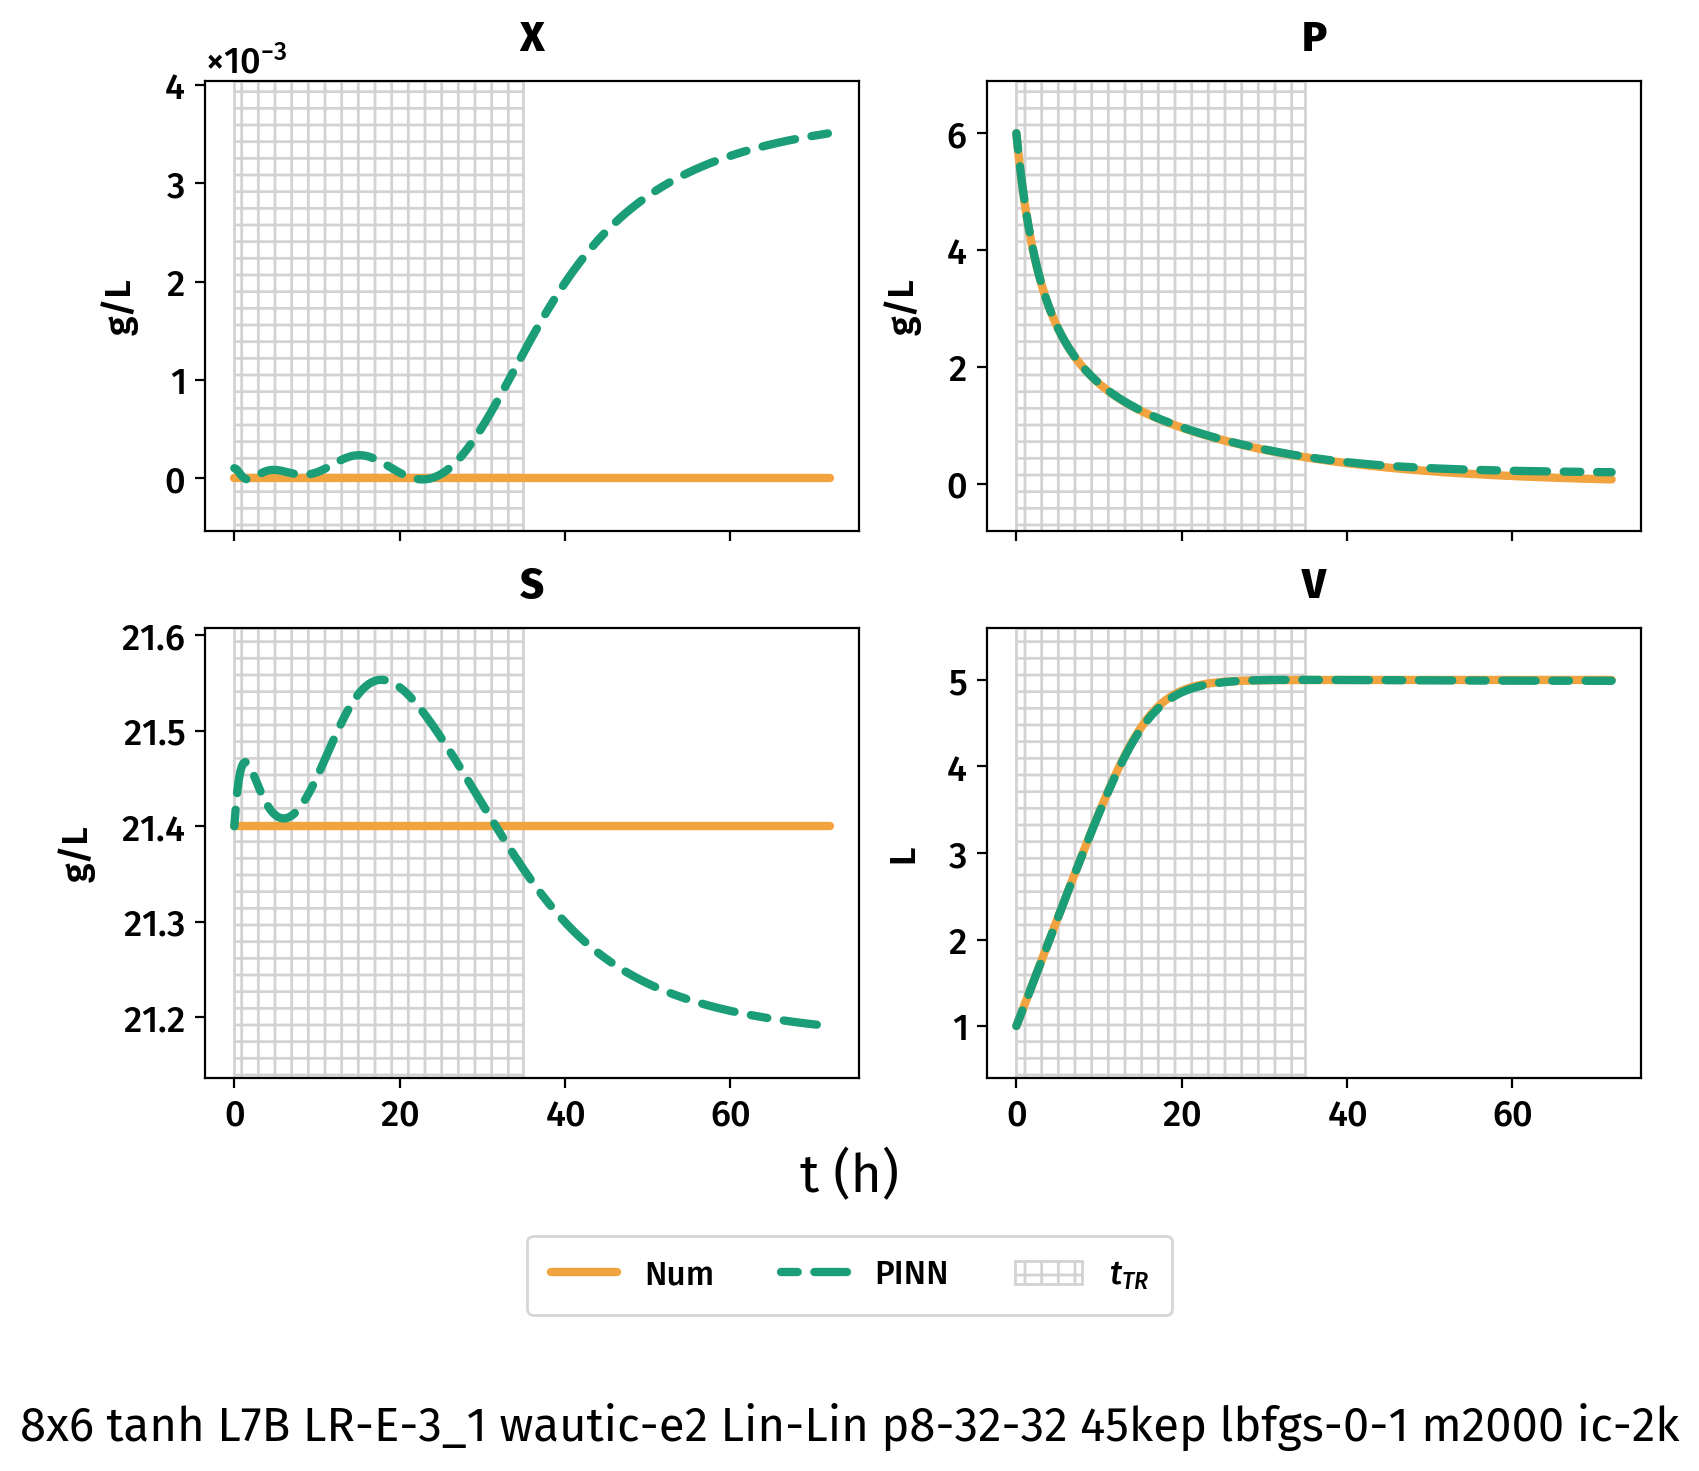 X
×10⁻³
4
3
2
1
0
g/L
P
6
4
2
0
g/L
S
21.6
21.5
21.4
21.3
21.2
g/L
0 20 40 60
V
5
4
3
2
1
L
0 20 40 60
t (h)
Num PINN t_TR
8x6 tanh L7B LR-E-3_1 wautic-e2 Lin-Lin p8-32-32 45kep lbfgs-0-1 m2000 ic-2k